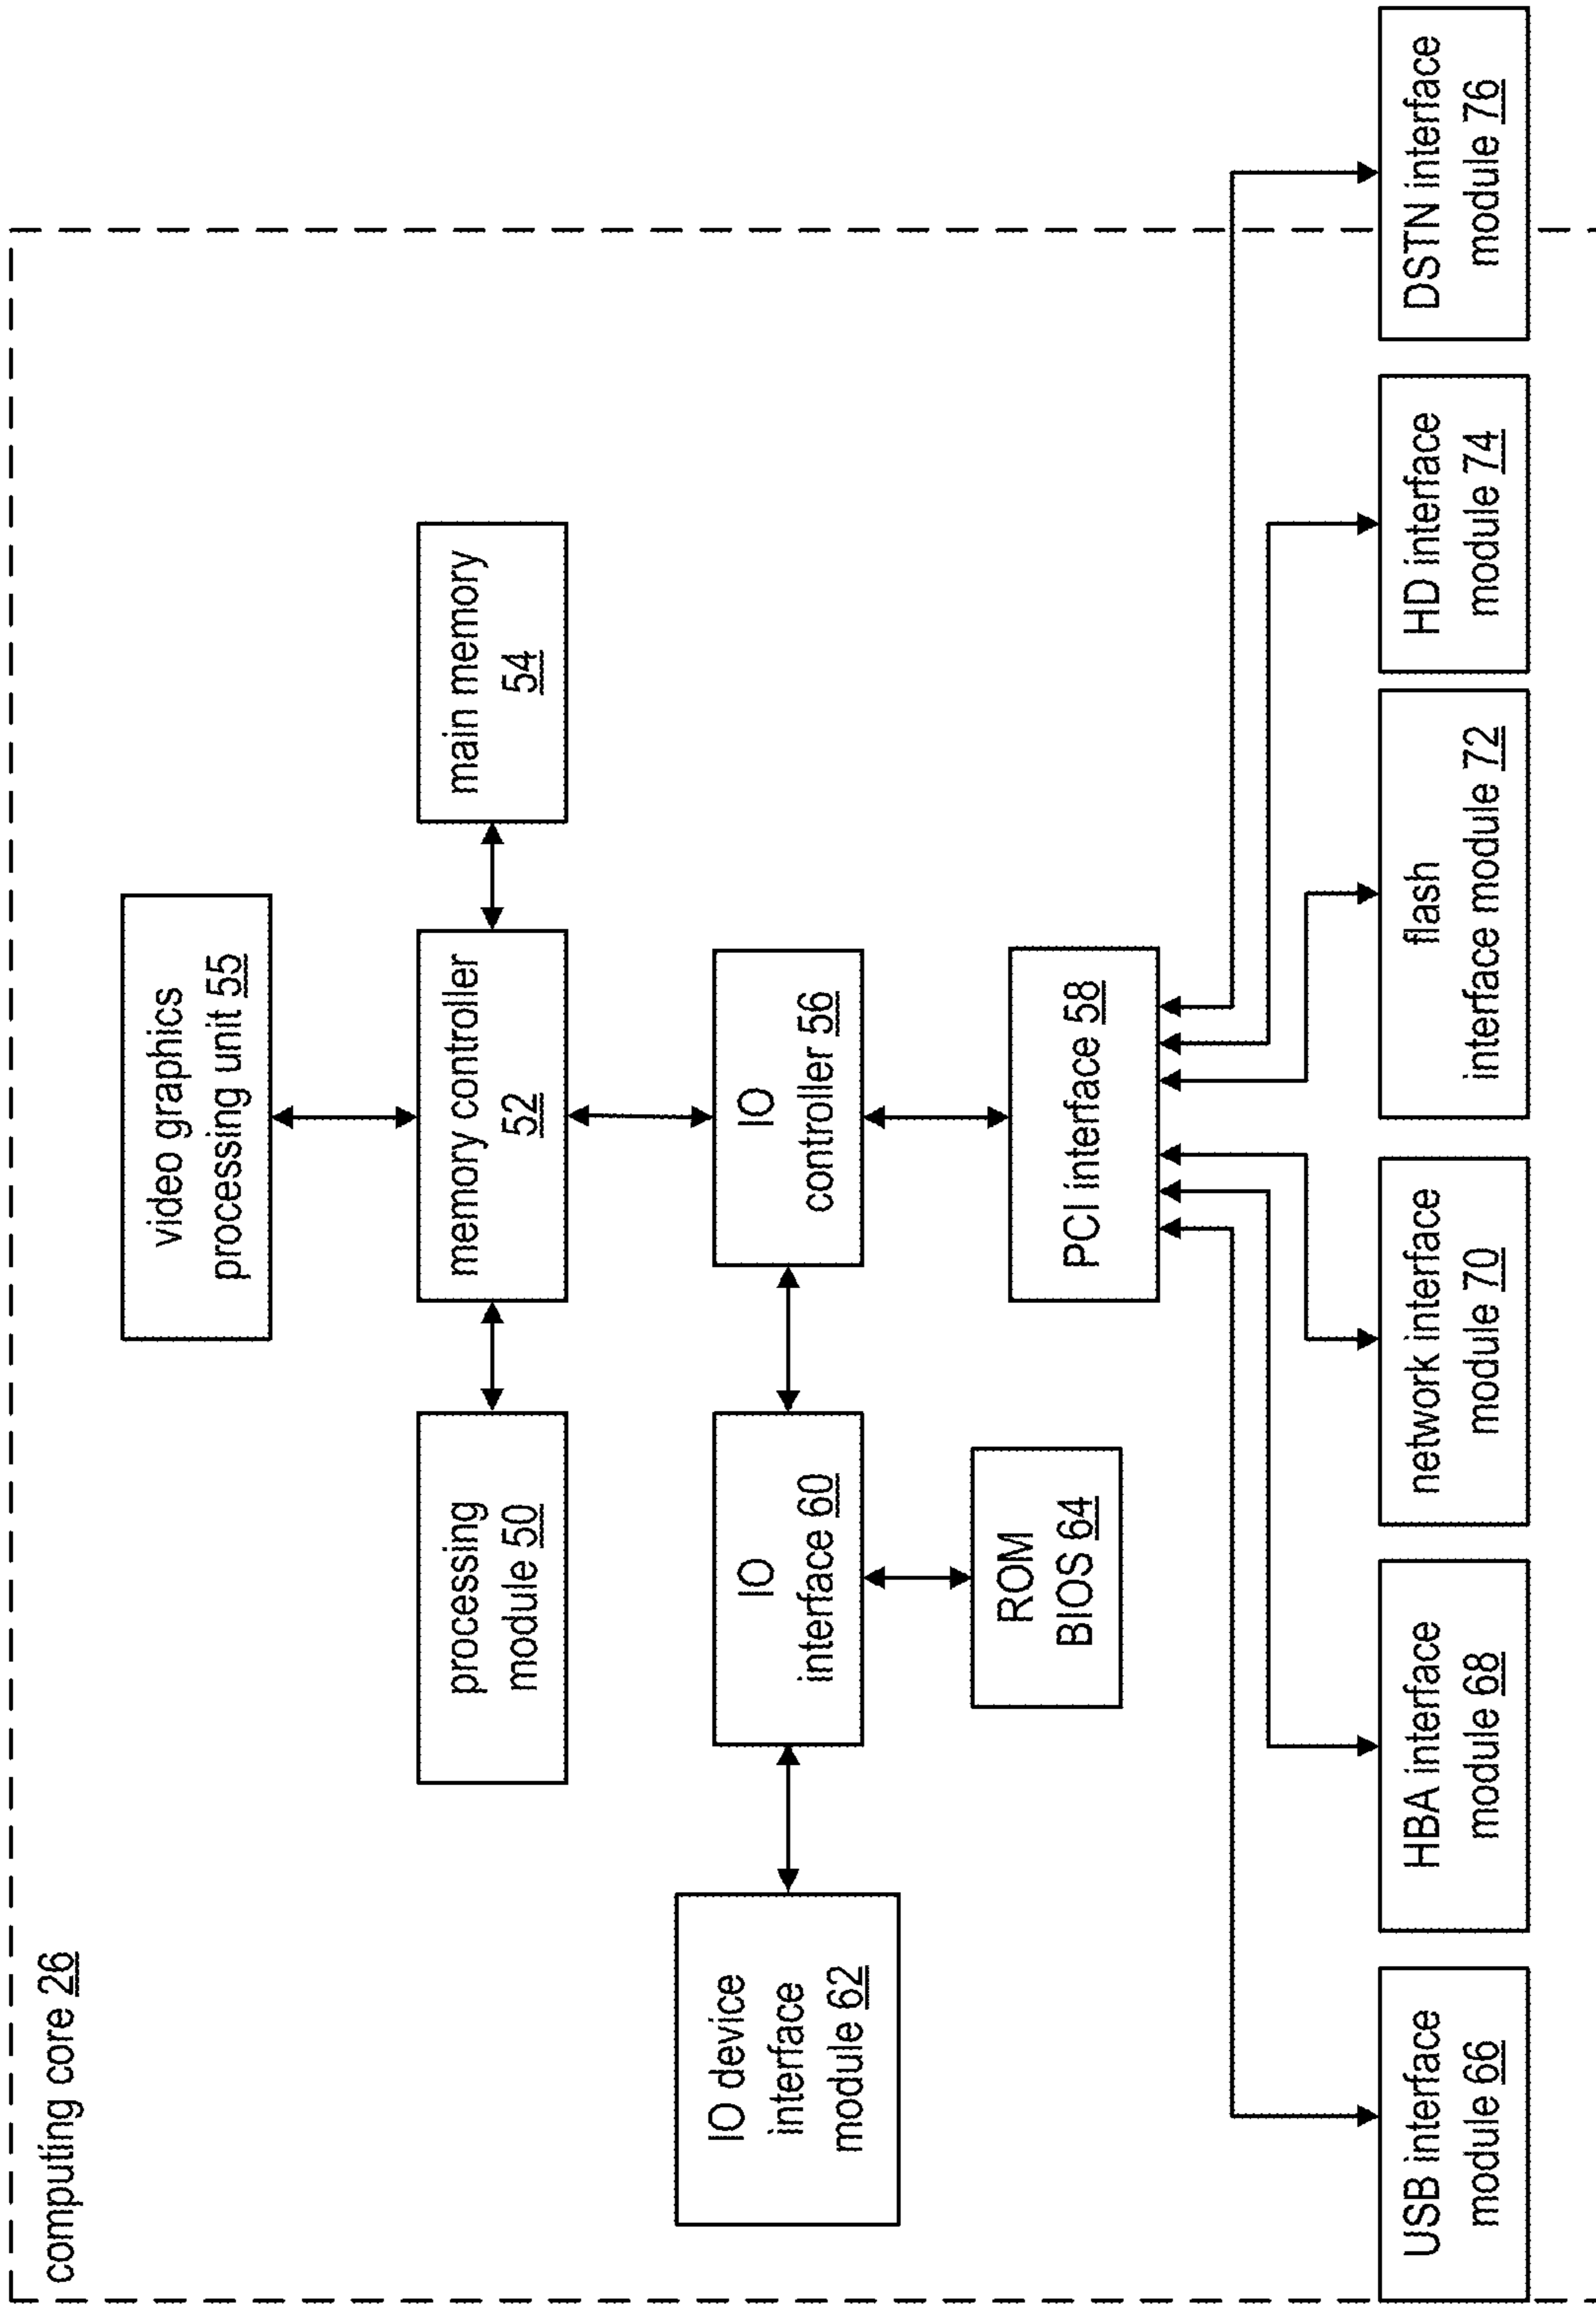 computing core 26
video graphics
processing unit 55
processing
module 50
memory controller
52
main memory
54
IO device
interface
module 62
IO
interface 60
IO
controller 56
ROM
BIOS 64
PCI interface 58
USB interface
module 66
HBA interface
module 68
network interface
module 70
flash
interface module 72
HD interface
module 74
DSTN interface
module 76